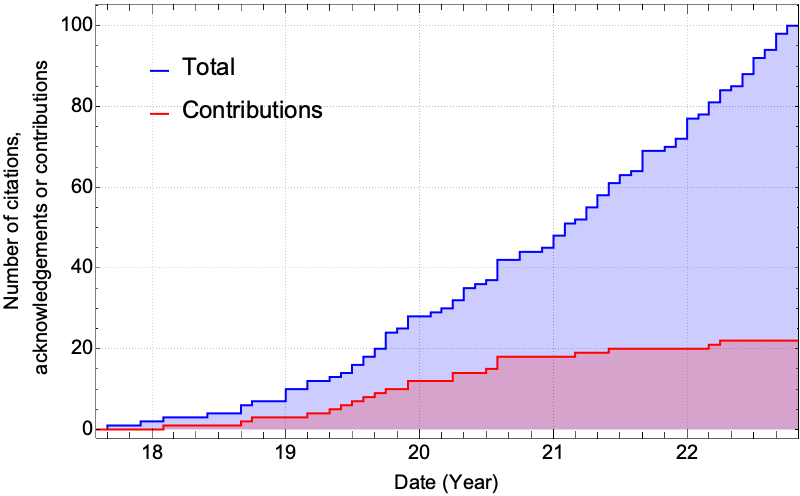 Number of citations,
acknowledgements or contributions
100
80
60
40
20
0
Total
Contributions
18
19
20
21
22
Date (Year)